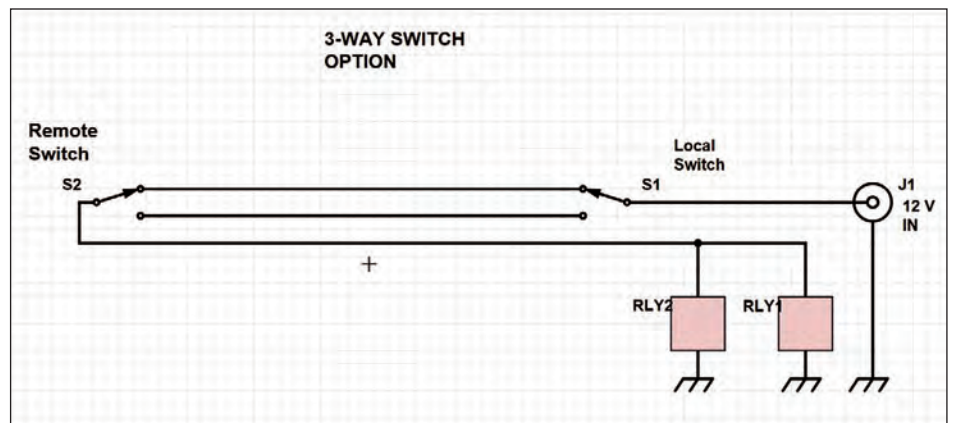 3-WAY SWITCH
OPTION
Remote
Switch
S2
Local
Switch
S1
J1
12 V
IN
RLY2
RLY1